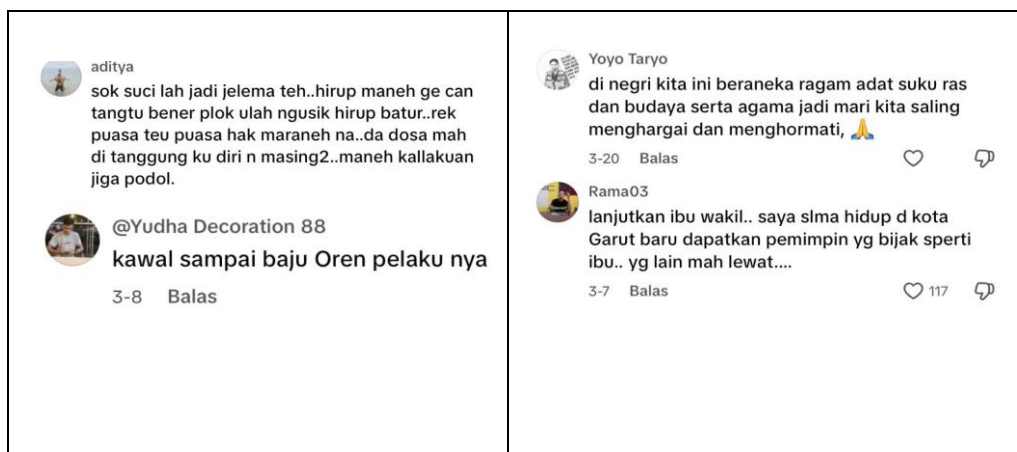 aditya
sok suci lah jadi jelema teh..hirup maneh ge can
tangtu bener plok ulah ngusik hirup batur..rek
puasa teu puasa hak maraneh na..da dosa mah
di tanggung ku diri n masing2..maneh kallakuan
jiga podol.
@Yudha Decoration 88
kawal sampai baju Oren pelaku nya
3-8 Balas
Yoyo Taryo
di negri kita ini beraneka ragam adat suku ras
dan budaya serta agama jadi mari kita saling
menghargai dan menghormati, 🙏
3-20 Balas
Rama03
lanjutkan ibu wakil.. saya slma hidup d kota
Garut baru dapatkan pemimpin yg bijak sperti
ibu.. yg lain mah lewat....
3-7 Balas 117